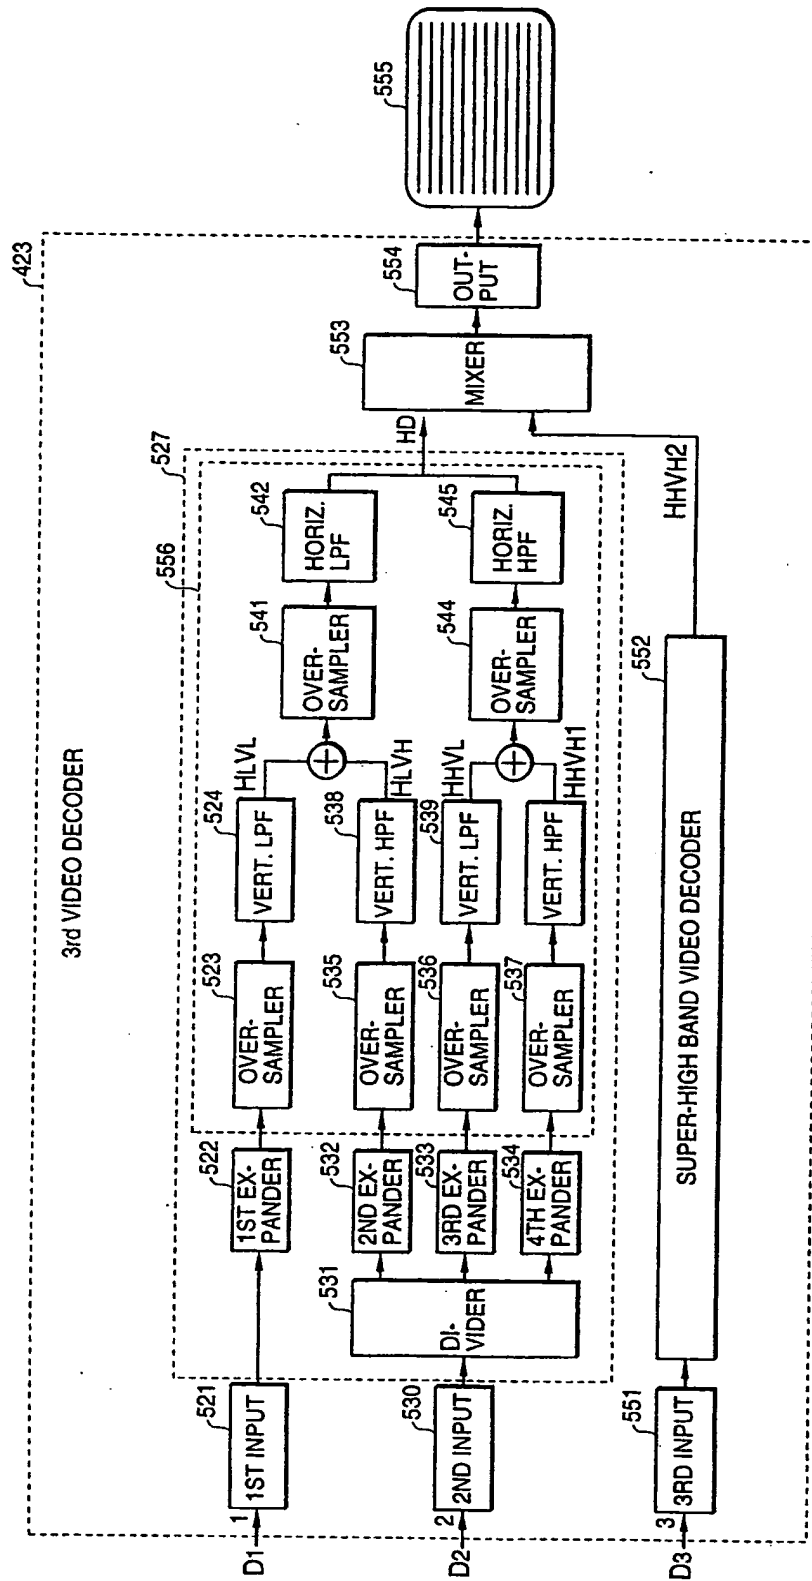 423
3rd VIDEO DECODER
527
556
D1
1
521
1ST INPUT
522
1ST EX-
PANDER
523
OVER-
SAMPLER
524
VERT. LPF
HLVL
541
OVER-
SAMPLER
542
HORIZ.
LPF
HD
553
MIXER
554
OUT-
PUT
555
D2
2
530
2ND INPUT
531
DI-
VIDER
532
2ND EX-
PANDER
535
OVER-
SAMPLER
538
VERT. HPF
HLVH
533
3RD EX-
PANDER
536
OVER-
SAMPLER
539
VERT. LPF
HHVL
544
OVER-
SAMPLER
545
HORIZ.
HPF
534
4TH EX-
PANDER
537
OVER-
SAMPLER
VERT. HPF
HHVH1
D3
3
551
3RD INPUT
552
SUPER-HIGH BAND VIDEO DECODER
HHVH2